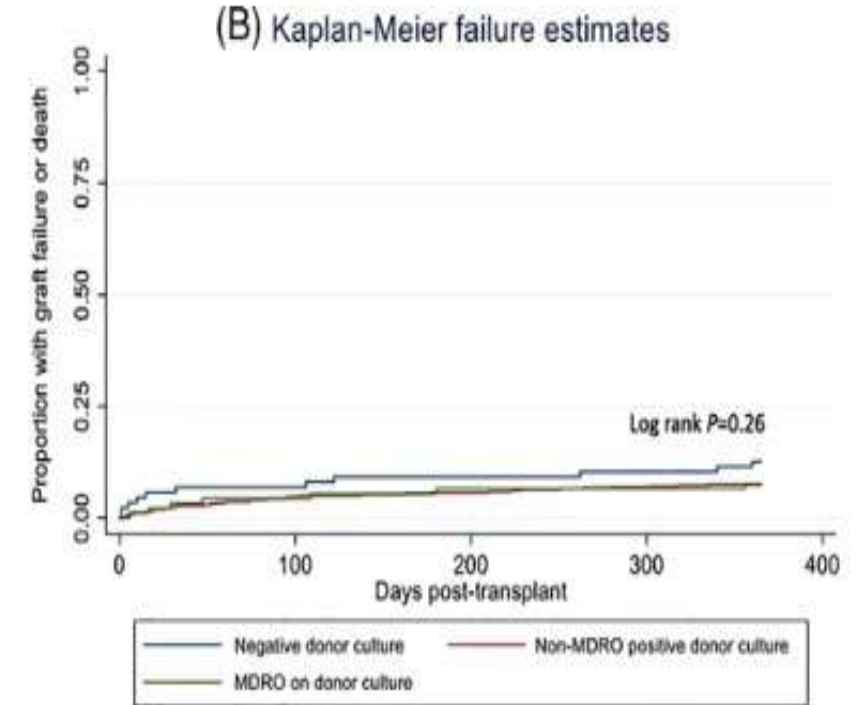 (B) Kaplan-Meier failure estimates
Proportion with graft failure or death
1.00
0.75
0.50
0.25
0.00
Log rank P=0.26
0 100 200 300 400
Days post-transplant
Negative donor culture Non-MDRO positive donor culture
MDRO on donor culture